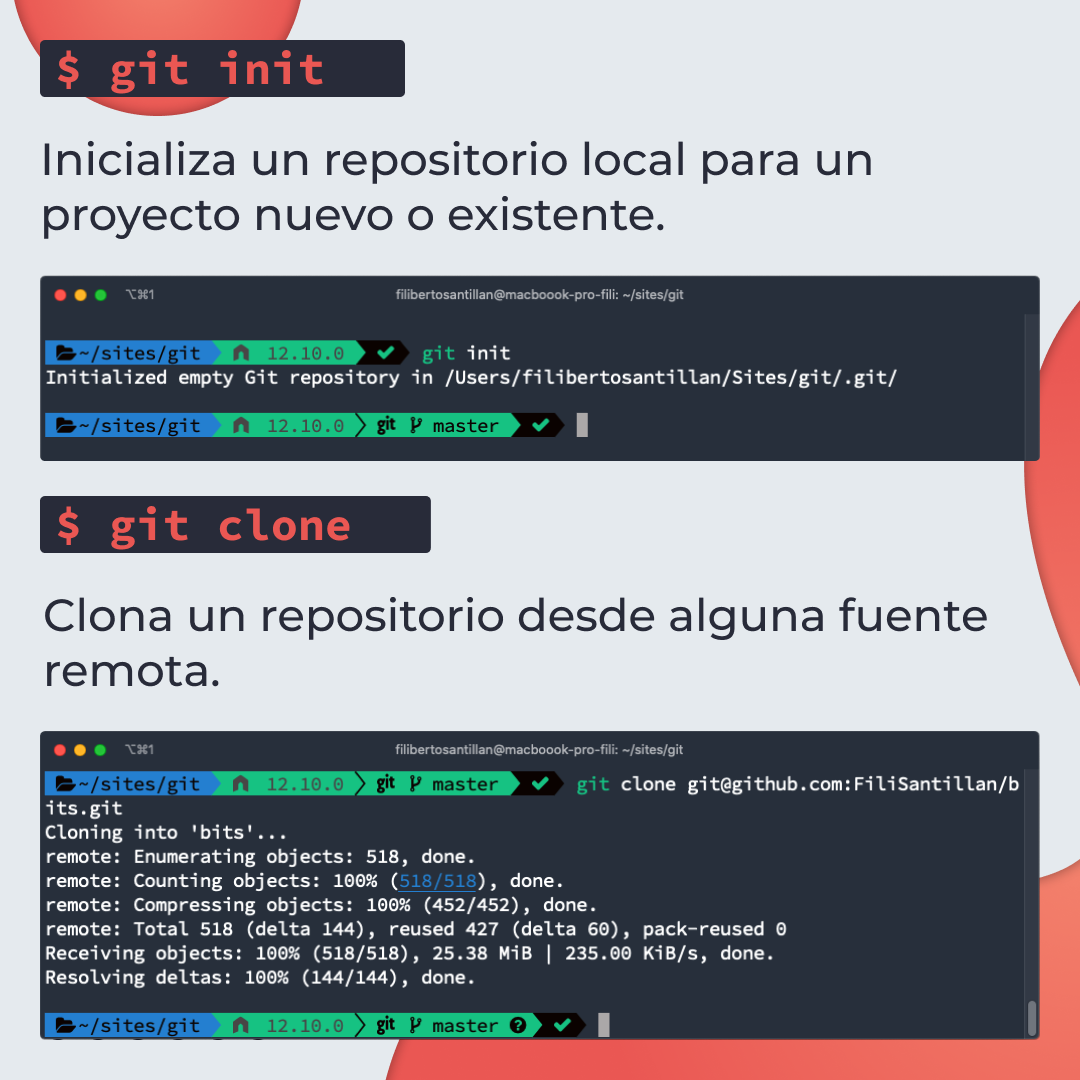 $ git init
Inicializa un repositorio local para un
proyecto nuevo o existente.
⌥⌘1 filibertosantillan@macboook-pro-fili: ~/sites/git
~/sites/git 12.10.0 ✔ git init
Initialized empty Git repository in /Users/filibertosantillan/Sites/git/.git/
~/sites/git 12.10.0 git master ✔
$ git clone
Clona un repositorio desde alguna fuente
remota.
⌥⌘1 filibertosantillan@macboook-pro-fili: ~/sites/git
~/sites/git 12.10.0 git master ✔ git clone git@github.com:FiliSantillan/b
its.git
Cloning into 'bits'...
remote: Enumerating objects: 518, done.
remote: Counting objects: 100% (518/518), done.
remote: Compressing objects: 100% (452/452), done.
remote: Total 518 (delta 144), reused 427 (delta 60), pack-reused 0
Receiving objects: 100% (518/518), 25.38 MiB | 235.00 KiB/s, done.
Resolving deltas: 100% (144/144), done.
~/sites/git 12.10.0 git master ? ✔